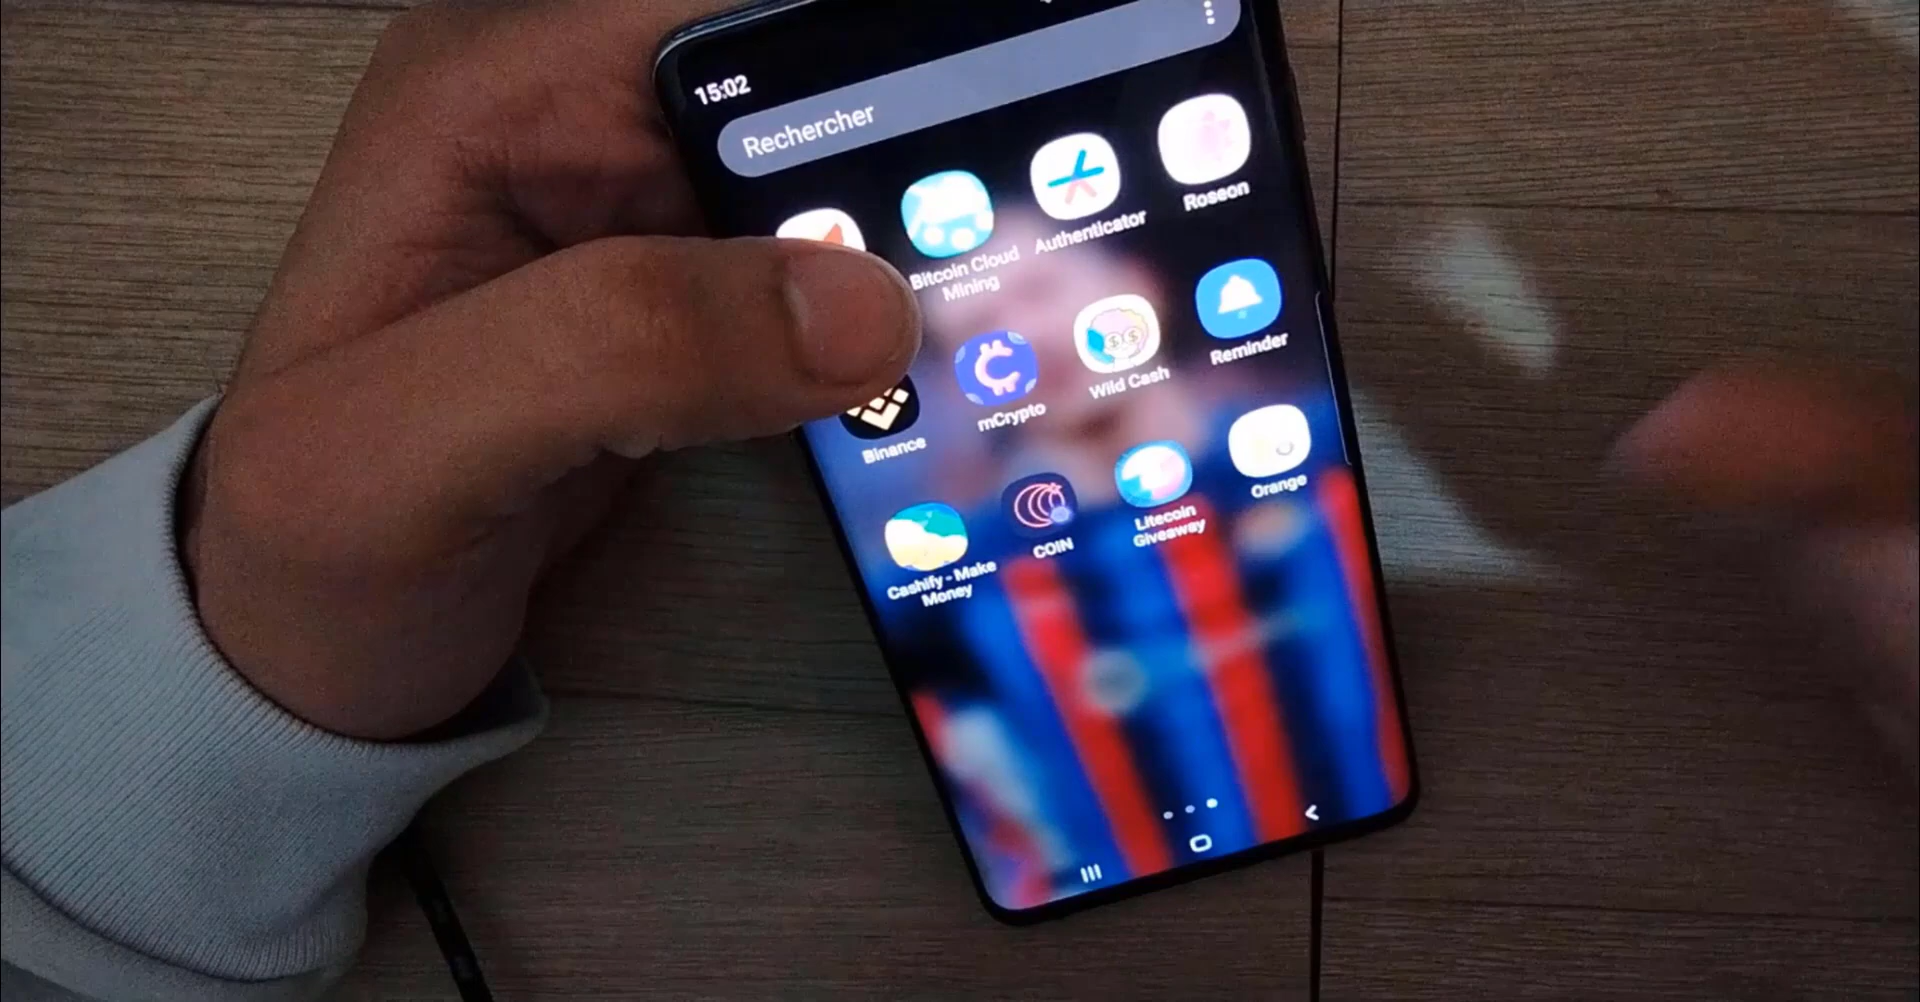 15:02
Rechercher
Bitcoin Cloud
Mining
Authenticator
Roseon
Binance
mCrypto
Wild Cash
Reminder
Cashify - Make
Money
COIN
Litecoin
Giveaway
Orange